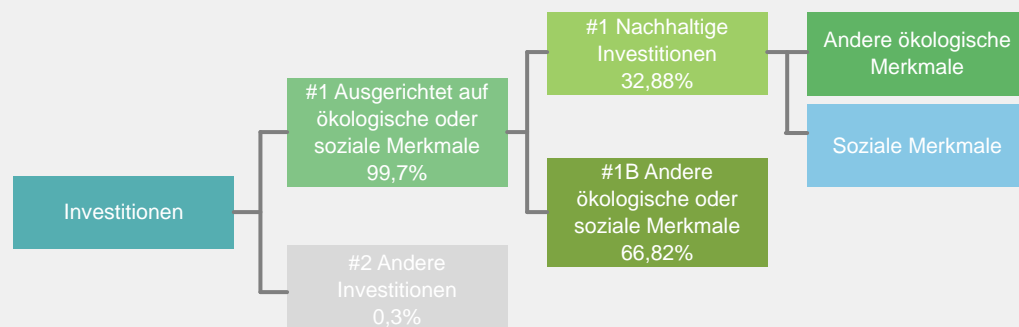 Investitionen
#1 Ausgerichtet auf
ökologische oder
soziale Merkmale
99,7%
#2 Andere
Investitionen
0,3%
#1 Nachhaltige
Investitionen
32,88%
#1B Andere
ökologische oder
soziale Merkmale
66,82%
Andere ökologische
Merkmale
Soziale Merkmale